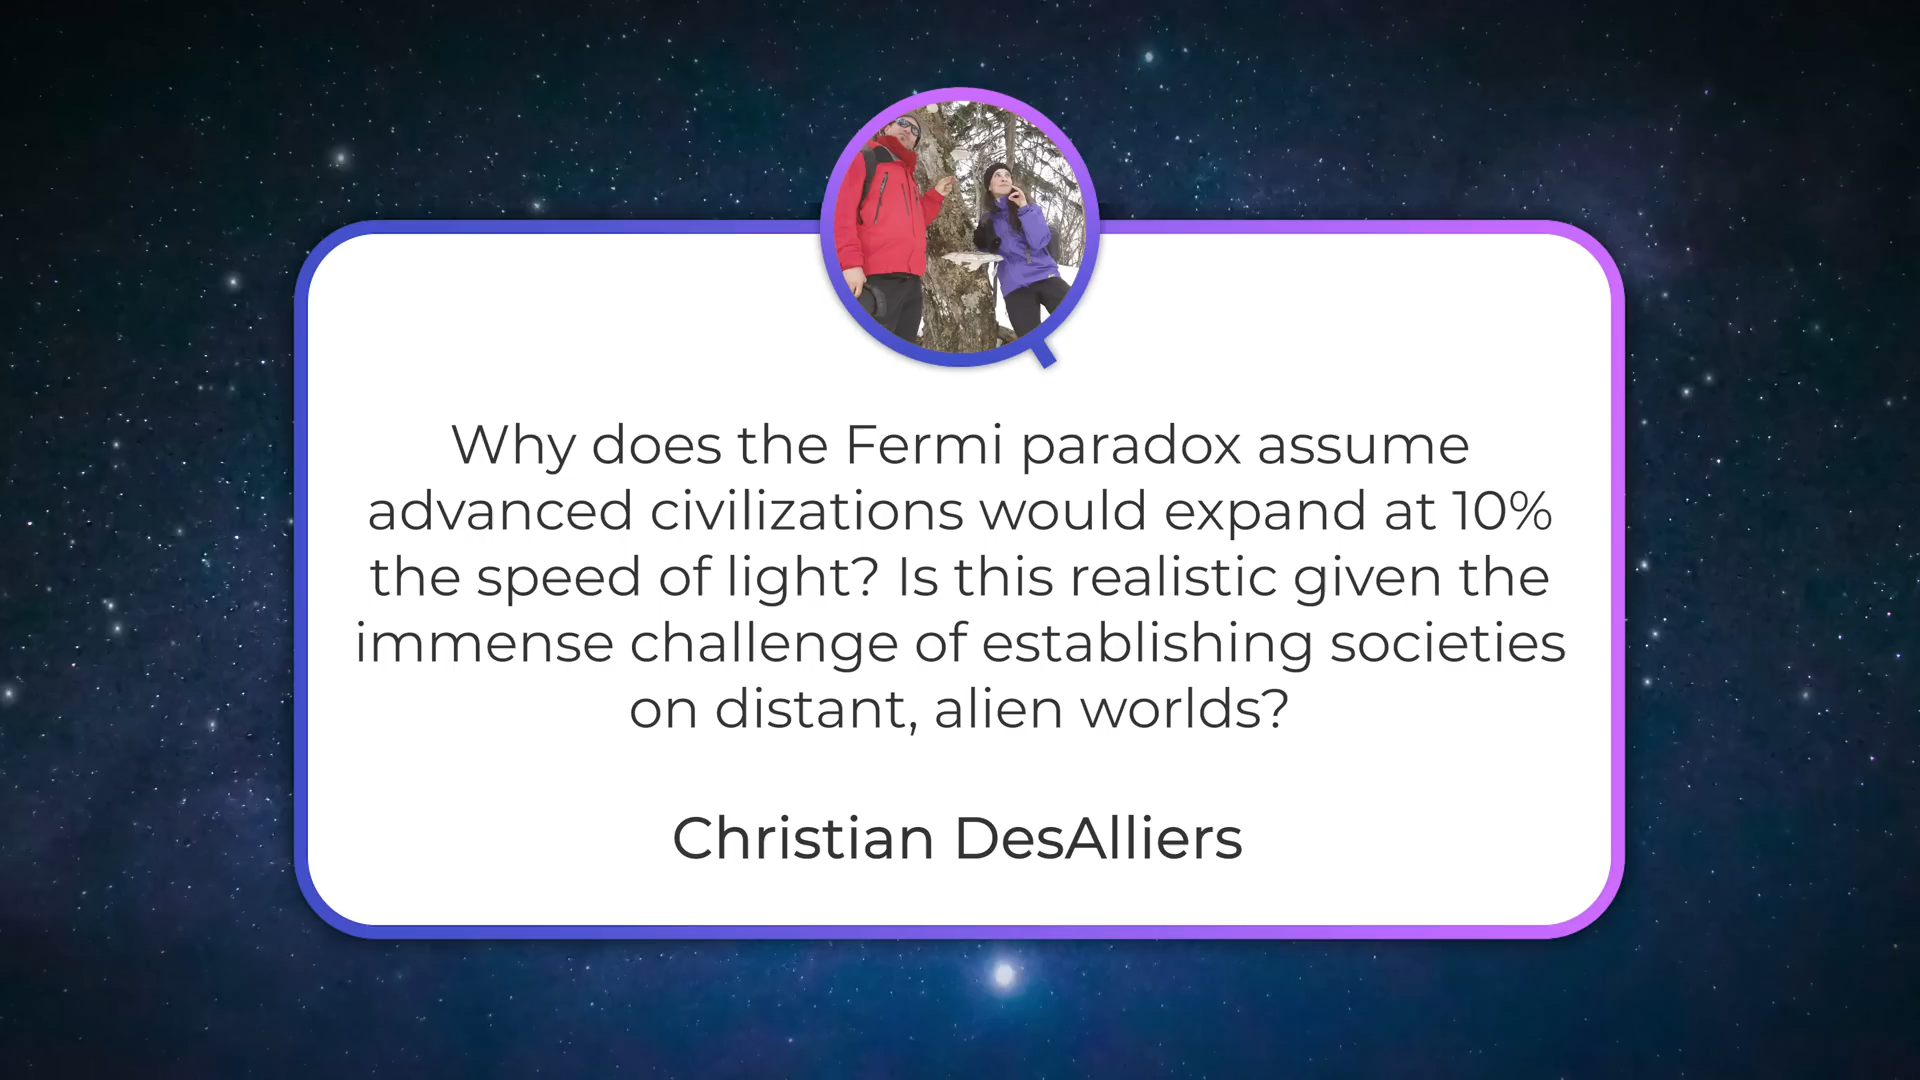 Why does the Fermi paradox assume
advanced civilizations would expand at 10%
the speed of light? Is this realistic given the
immense challenge of establishing societies
on distant, alien worlds?
Christian DesAlliers